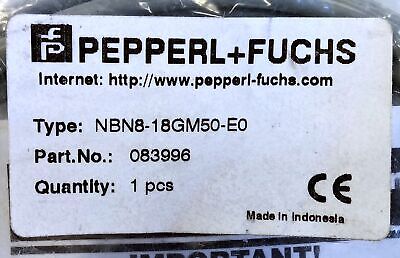 PEPPERL+FUCHS
Internet: http://www.pepperl-fuchs.com
Type: NBN8-18GM50-E0
Part.No.: 083996
Quantity: 1 pcs
CE
Made in Indonesia
IMPORTANT!